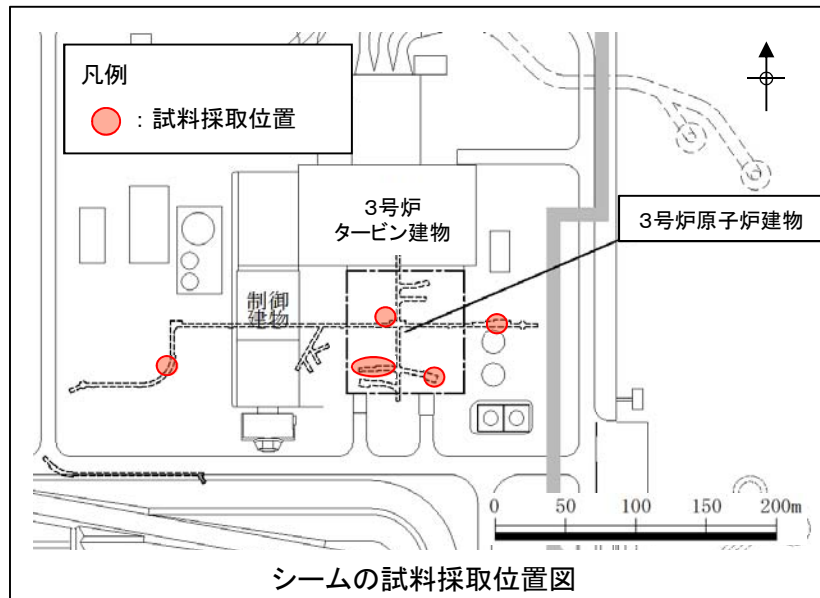 凡例
：試料採取位置
３号炉
タービン建物
３号炉原子炉建物
制御
建物
0 50 100 150 200m
シームの試料採取位置図